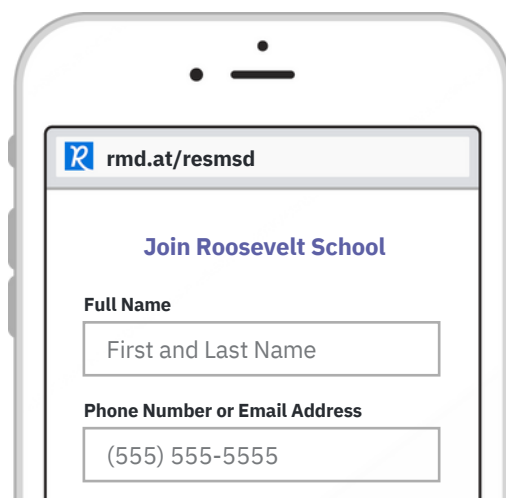 rmd.at/resmsd
Join Roosevelt School
Full Name
First and Last Name
Phone Number or Email Address
(555) 555-5555